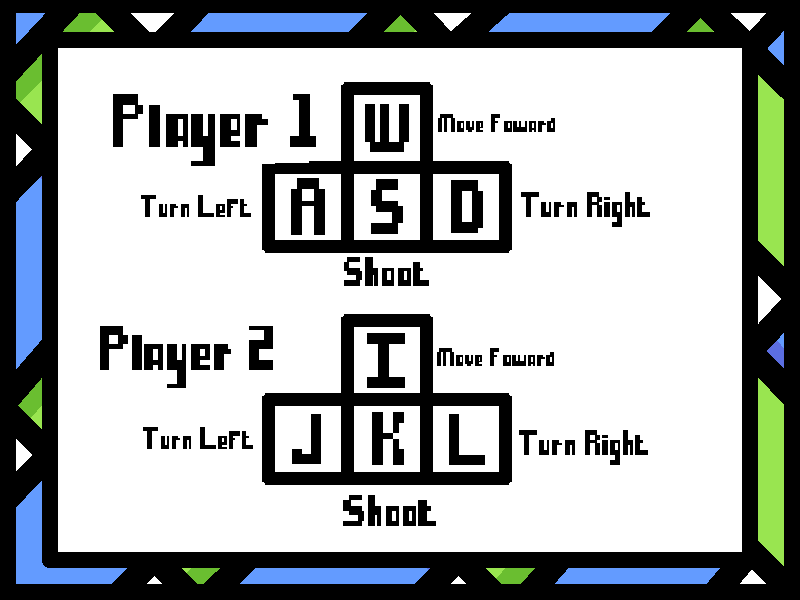 Player 1
W
Move Foward
Turn Left
A S D
Turn Right
Shoot
Player 2
I
Move Foward
Turn Left
J K L
Turn Right
Shoot